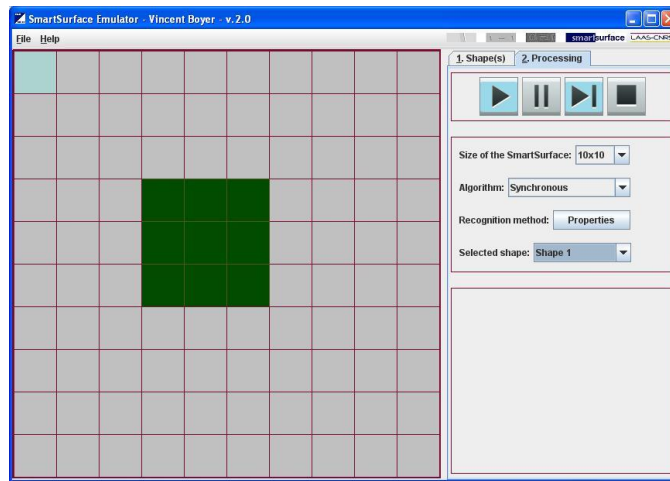 SmartSurface Emulator - Vincent Boyer - v.2.0
File Help
smartsurface LAAS-CNRS
1. Shape(s) 2. Processing
Size of the SmartSurface: 10x10
Algorithm: Synchronous
Recognition method: Properties
Selected shape: Shape 1